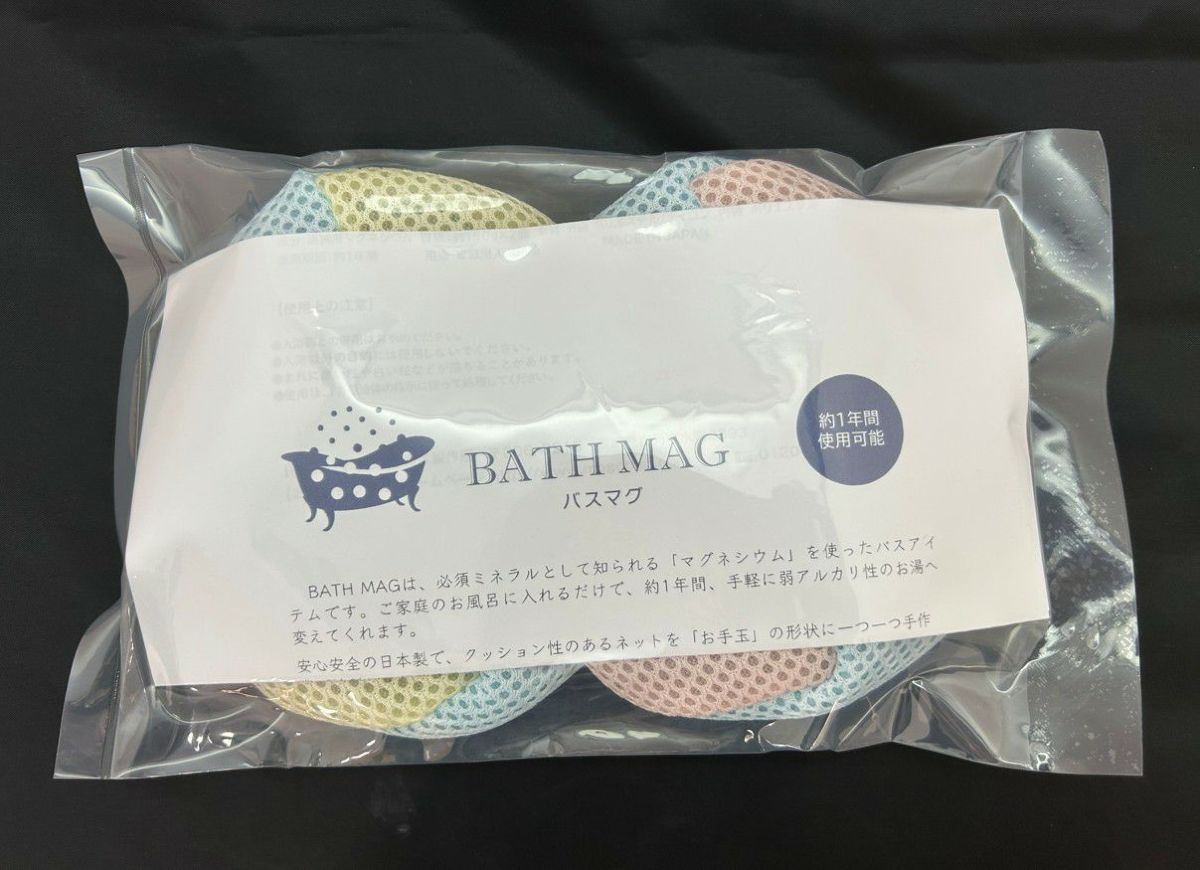 MADE IN JAPAN
【使用上の注意】
約1年間
使用可能
BATH MAG
バスマグ
BATH MAGは、必須ミネラルとして知られる「マグネシウム」を使ったバスアイ
テムです。ご家庭のお風呂に入れるだけで、約1年間、手軽に弱アルカリ性のお湯へ
変えてくれます。
安心安全の日本製で、クッション性のあるネットを「お手玉」の形状に一つ一つ手作